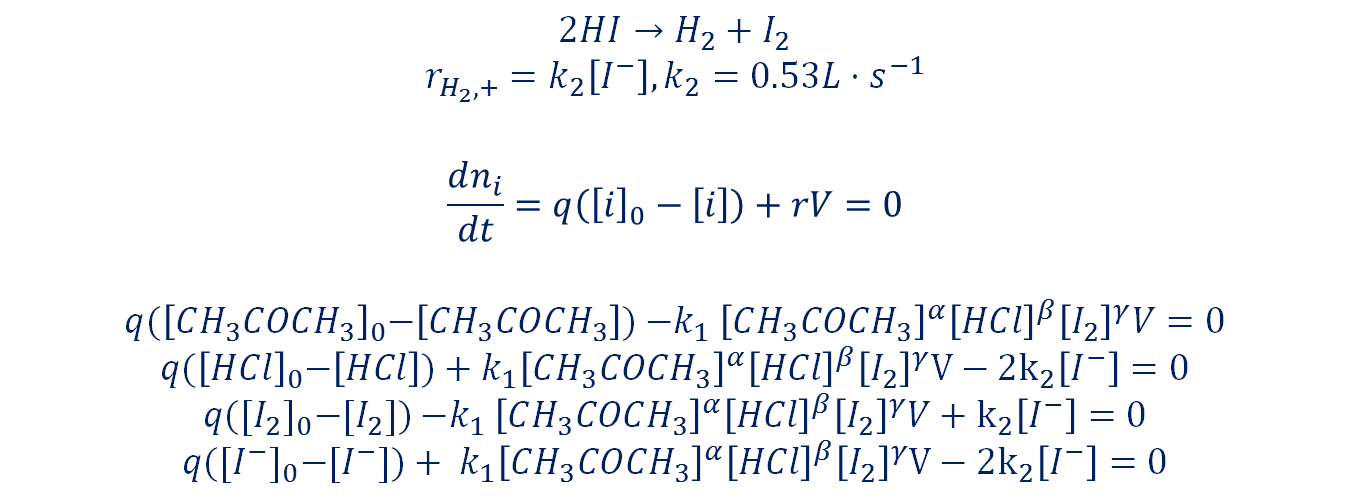 2HI → H₂ + I₂
r_{H₂,+} = k₂[I⁻], k₂ = 0.53L · s⁻¹
dnᵢ/dt = q([i]₀ − [i]) + rV = 0
q([CH₃COCH₃]₀−[CH₃COCH₃]) −k₁ [CH₃COCH₃]^α[HCl]^β[I₂]^γV = 0
q([HCl]₀−[HCl]) + k₁[CH₃COCH₃]^α[HCl]^β[I₂]^γV − 2k₂[I⁻] = 0
q([I₂]₀−[I₂]) −k₁ [CH₃COCH₃]^α[HCl]^β[I₂]^γV + k₂[I⁻] = 0
q([I⁻]₀−[I⁻]) + k₁[CH₃COCH₃]^α[HCl]^β[I₂]^γV − 2k₂[I⁻] = 0